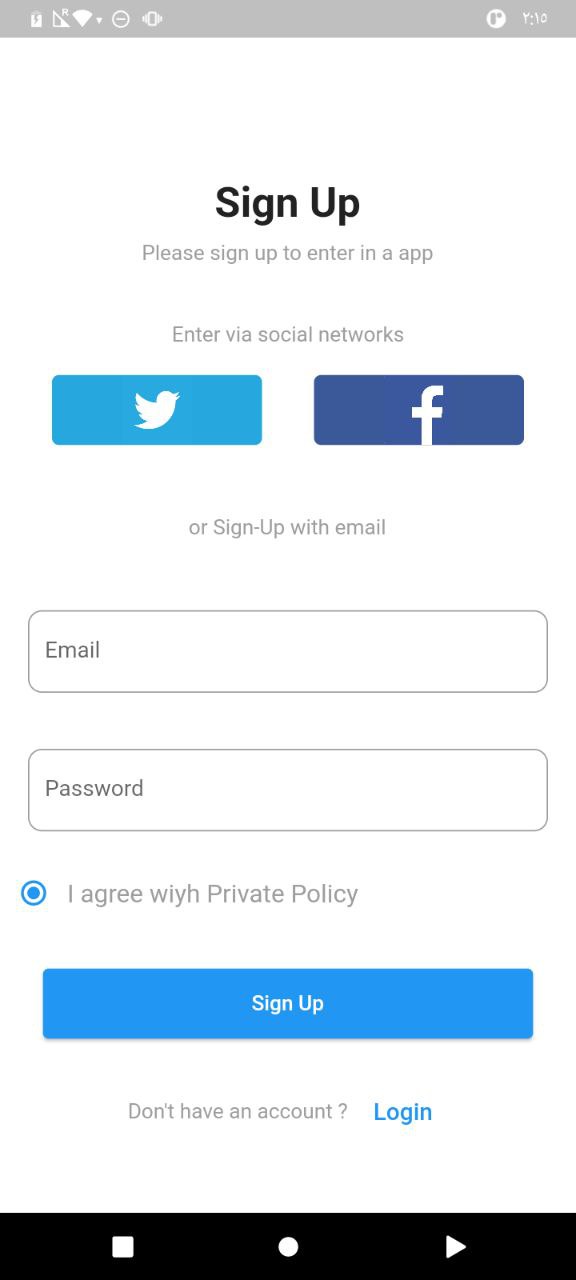 R
٢:١٥
Sign Up
Please sign up to enter in a app
Enter via social networks
or Sign-Up with email
Email
Password
I agree wiyh Private Policy
Sign Up
Don't have an account ? Login